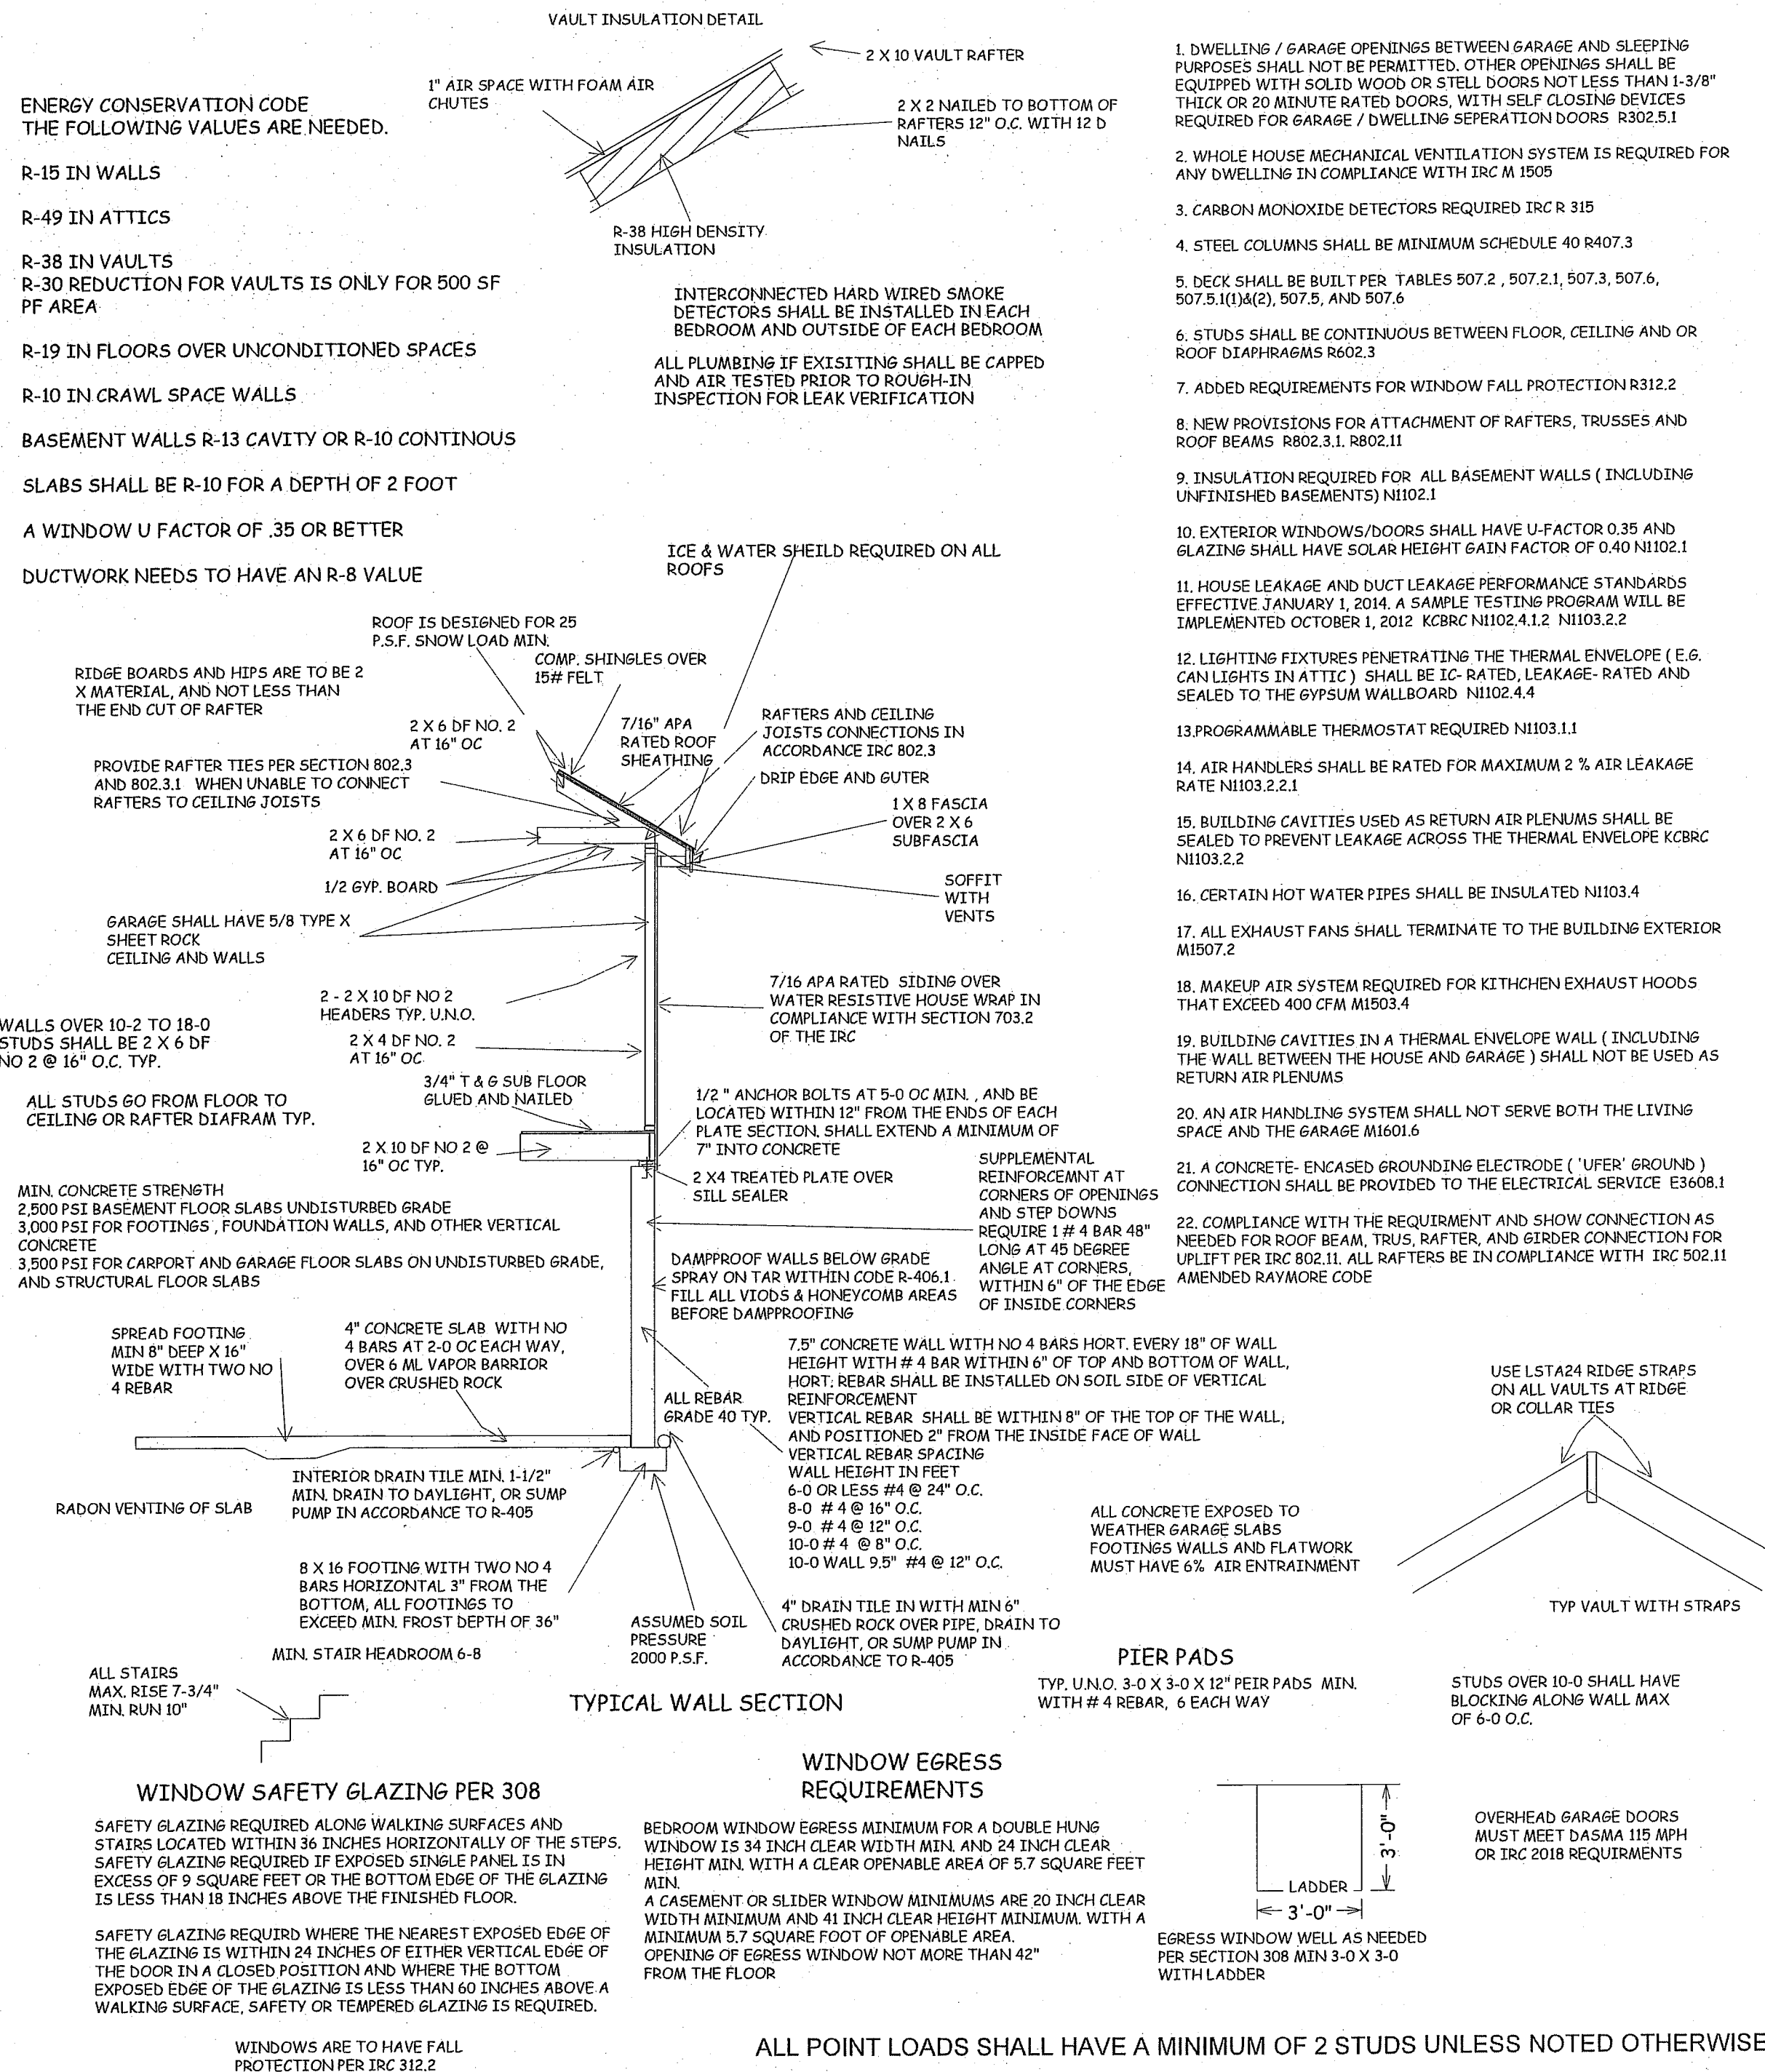 VAULT INSULATION DETAIL
2 X 10 VAULT RAFTER
1" AIR SPACE WITH FOAM AIR
CHUTES
2 X 2 NAILED TO BOTTOM OF
RAFTERS 12" O.C. WITH 12 D
NAILS
R-38 HIGH DENSITY
INSULATION
ENERGY CONSERVATION CODE
THE FOLLOWING VALUES ARE NEEDED.
R-15 IN WALLS
R-49 IN ATTICS
R-38 IN VAULTS
R-30 REDUCTION FOR VAULTS IS ONLY FOR 500 SF
PF AREA
R-19 IN FLOORS OVER UNCONDITIONED SPACES
R-10 IN CRAWL SPACE WALLS
BASEMENT WALLS R-13 CAVITY OR R-10 CONTINOUS
SLABS SHALL BE R-10 FOR A DEPTH OF 2 FOOT
A WINDOW U FACTOR OF .35 OR BETTER
DUCTWORK NEEDS TO HAVE AN R-8 VALUE
INTERCONNECTED HARD WIRED SMOKE
DETECTORS SHALL BE INSTALLED IN EACH
BEDROOM AND OUTSIDE OF EACH BEDROOM
ALL PLUMBING IF EXISITING SHALL BE CAPPED
AND AIR TESTED PRIOR TO ROUGH-IN
INSPECTION FOR LEAK VERIFICATION
1. DWELLING / GARAGE OPENINGS BETWEEN GARAGE AND SLEEPING
PURPOSES SHALL NOT BE PERMITTED. OTHER OPENINGS SHALL BE
EQUIPPED WITH SOLID WOOD OR STELL DOORS NOT LESS THAN 1-3/8"
THICK OR 20 MINUTE RATED DOORS, WITH SELF CLOSING DEVICES
REQUIRED FOR GARAGE / DWELLING SEPERATION DOORS R302.5.1
2. WHOLE HOUSE MECHANICAL VENTILATION SYSTEM IS REQUIRED FOR
ANY DWELLING IN COMPLIANCE WITH IRC M 1505
3. CARBON MONOXIDE DETECTORS REQUIRED IRC R 315
4. STEEL COLUMNS SHALL BE MINIMUM SCHEDULE 40 R407.3
5. DECK SHALL BE BUILT PER TABLES 507.2 , 507.2.1, 507.3, 507.6,
507.5.1(1)&(2), 507.5, AND 507.6
6. STUDS SHALL BE CONTINUOUS BETWEEN FLOOR, CEILING AND OR
ROOF DIAPHRAGMS R602.3
7. ADDED REQUIREMENTS FOR WINDOW FALL PROTECTION R312.2
8. NEW PROVISIONS FOR ATTACHMENT OF RAFTERS, TRUSSES AND
ROOF BEAMS R802.3.1. R802.11
9. INSULATION REQUIRED FOR ALL BASEMENT WALLS ( INCLUDING
UNFINISHED BASEMENTS) N1102.1
10. EXTERIOR WINDOWS/DOORS SHALL HAVE U-FACTOR 0.35 AND
GLAZING SHALL HAVE SOLAR HEIGHT GAIN FACTOR OF 0.40 N1102.1
11. HOUSE LEAKAGE AND DUCT LEAKAGE PERFORMANCE STANDARDS
EFFECTIVE JANUARY 1, 2014. A SAMPLE TESTING PROGRAM WILL BE
IMPLEMENTED OCTOBER 1, 2012 KCBRC N1102.4.1.2 N1103.2.2
12. LIGHTING FIXTURES PENETRATING THE THERMAL ENVELOPE ( E.G.
CAN LIGHTS IN ATTIC ) SHALL BE IC- RATED, LEAKAGE- RATED AND
SEALED TO THE GYPSUM WALLBOARD N1102.4.4
13.PROGRAMMABLE THERMOSTAT REQUIRED N1103.1.1
14. AIR HANDLERS SHALL BE RATED FOR MAXIMUM 2 % AIR LEAKAGE
RATE N1103.2.2.1
15. BUILDING CAVITIES USED AS RETURN AIR PLENUMS SHALL BE
SEALED TO PREVENT LEAKAGE ACROSS THE THERMAL ENVELOPE KCBRC
N1103.2.2
16. CERTAIN HOT WATER PIPES SHALL BE INSULATED N1103.4
17. ALL EXHAUST FANS SHALL TERMINATE TO THE BUILDING EXTERIOR
M1507.2
18. MAKEUP AIR SYSTEM REQUIRED FOR KITHCHEN EXHAUST HOODS
THAT EXCEED 400 CFM M1503.4
19. BUILDING CAVITIES IN A THERMAL ENVELOPE WALL ( INCLUDING
THE WALL BETWEEN THE HOUSE AND GARAGE ) SHALL NOT BE USED AS
RETURN AIR PLENUMS
20. AN AIR HANDLING SYSTEM SHALL NOT SERVE BOTH THE LIVING
SPACE AND THE GARAGE M1601.6
21. A CONCRETE- ENCASED GROUNDING ELECTRODE ( 'UFER' GROUND )
CONNECTION SHALL BE PROVIDED TO THE ELECTRICAL SERVICE E3608.1
22. COMPLIANCE WITH THE REQUIRMENT AND SHOW CONNECTION AS
NEEDED FOR ROOF BEAM, TRUS, RAFTER, AND GIRDER CONNECTION FOR
UPLIFT PER IRC 802.11. ALL RAFTERS BE IN COMPLIANCE WITH IRC 502.11
AMENDED RAYMORE CODE
ICE & WATER SHEILD REQUIRED ON ALL
ROOFS
ROOF IS DESIGNED FOR 25
P.S.F. SNOW LOAD MIN.
COMP. SHINGLES OVER
15# FELT
RIDGE BOARDS AND HIPS ARE TO BE 2
X MATERIAL, AND NOT LESS THAN
THE END CUT OF RAFTER
2 X 6 DF NO. 2
AT 16" OC
7/16" APA
RATED ROOF
SHEATHING
RAFTERS AND CEILING
JOISTS CONNECTIONS IN
ACCORDANCE IRC 802.3
PROVIDE RAFTER TIES PER SECTION 802.3
AND 802.3.1 WHEN UNABLE TO CONNECT
RAFTERS TO CEILING JOISTS
DRIP EDGE AND GUTER
1 X 8 FASCIA
OVER 2 X 6
SUBFASCIA
2 X 6 DF NO. 2
AT 16" OC
1/2 GYP. BOARD
SOFFIT
WITH
VENTS
GARAGE SHALL HAVE 5/8 TYPE X
SHEET ROCK
CEILING AND WALLS
2 - 2 X 10 DF NO 2
HEADERS TYP. U.N.O.
7/16 APA RATED SIDING OVER
WATER RESISTIVE HOUSE WRAP IN
COMPLIANCE WITH SECTION 703.2
OF THE IRC
WALLS OVER 10-2 TO 18-0
STUDS SHALL BE 2 X 6 DF
NO 2 @ 16" O.C. TYP.
2 X 4 DF NO. 2
AT 16" OC
3/4" T & G SUB FLOOR
GLUED AND NAILED
ALL STUDS GO FROM FLOOR TO
CEILING OR RAFTER DIAFRAM TYP.
1/2 " ANCHOR BOLTS AT 5-0 OC MIN. , AND BE
LOCATED WITHIN 12" FROM THE ENDS OF EACH
PLATE SECTION. SHALL EXTEND A MINIMUM OF
7" INTO CONCRETE
2 X 10 DF NO 2 @
16" OC TYP.
2 X4 TREATED PLATE OVER
SILL SEALER
SUPPLEMENTAL
REINFORCEMNT AT
CORNERS OF OPENINGS
AND STEP DOWNS
REQUIRE 1 # 4 BAR 48"
LONG AT 45 DEGREE
ANGLE AT CORNERS,
WITHIN 6" OF THE EDGE
OF INSIDE CORNERS
MIN. CONCRETE STRENGTH
2,500 PSI BASEMENT FLOOR SLABS UNDISTURBED GRADE
3,000 PSI FOR FOOTINGS , FOUNDATION WALLS, AND OTHER VERTICAL
CONCRETE
3,500 PSI FOR CARPORT AND GARAGE FLOOR SLABS ON UNDISTURBED GRADE,
AND STRUCTURAL FLOOR SLABS
DAMPPROOF WALLS BELOW GRADE
SPRAY ON TAR WITHIN CODE R-406.1
FILL ALL VIODS & HONEYCOMB AREAS
BEFORE DAMPPROOFING
SPREAD FOOTING
MIN 8" DEEP X 16"
WIDE WITH TWO NO
4 REBAR
4" CONCRETE SLAB WITH NO
4 BARS AT 2-0 OC EACH WAY,
OVER 6 ML VAPOR BARRIOR
OVER CRUSHED ROCK
ALL REBAR
GRADE 40 TYP.
7.5" CONCRETE WALL WITH NO 4 BARS HORT. EVERY 18" OF WALL
HEIGHT WITH # 4 BAR WITHIN 6" OF TOP AND BOTTOM OF WALL,
HORT; REBAR SHALL BE INSTALLED ON SOIL SIDE OF VERTICAL
REINFORCEMENT
VERTICAL REBAR SHALL BE WITHIN 8" OF THE TOP OF THE WALL,
AND POSITIONED 2" FROM THE INSIDE FACE OF WALL
VERTICAL REBAR SPACING
WALL HEIGHT IN FEET
6-0 OR LESS #4 @ 24" O.C.
8-0 # 4 @ 16" O.C.
9-0 # 4 @ 12" O.C.
10-0 # 4 @ 8" O.C.
10-0 WALL 9.5" #4 @ 12" O.C.
USE LSTA24 RIDGE STRAPS
ON ALL VAULTS AT RIDGE
OR COLLAR TIES
INTERIOR DRAIN TILE MIN. 1-1/2"
MIN. DRAIN TO DAYLIGHT, OR SUMP
PUMP IN ACCORDANCE TO R-405
RADON VENTING OF SLAB
ALL CONCRETE EXPOSED TO
WEATHER GARAGE SLABS
FOOTINGS WALLS AND FLATWORK
MUST HAVE 6% AIR ENTRAINMENT
8 X 16 FOOTING WITH TWO NO 4
BARS HORIZONTAL 3" FROM THE
BOTTOM, ALL FOOTINGS TO
EXCEED MIN. FROST DEPTH OF 36"
ASSUMED SOIL
PRESSURE
2000 P.S.F.
4" DRAIN TILE IN WITH MIN 6"
CRUSHED ROCK OVER PIPE, DRAIN TO
DAYLIGHT, OR SUMP PUMP IN
ACCORDANCE TO R-405
TYP VAULT WITH STRAPS
MIN. STAIR HEADROOM 6-8
ALL STAIRS
MAX. RISE 7-3/4"
MIN. RUN 10"
TYPICAL WALL SECTION
PIER PADS
TYP. U.N.O. 3-0 X 3-0 X 12" PEIR PADS MIN.
WITH # 4 REBAR, 6 EACH WAY
STUDS OVER 10-0 SHALL HAVE
BLOCKING ALONG WALL MAX
OF 6-0 O.C.
WINDOW SAFETY GLAZING PER 308
SAFETY GLAZING REQUIRED ALONG WALKING SURFACES AND
STAIRS LOCATED WITHIN 36 INCHES HORIZONTALLY OF THE STEPS.
SAFETY GLAZING REQUIRED IF EXPOSED SINGLE PANEL IS IN
EXCESS OF 9 SQUARE FEET OR THE BOTTOM EDGE OF THE GLAZING
IS LESS THAN 18 INCHES ABOVE THE FINISHED FLOOR.
SAFETY GLAZING REQUIRD WHERE THE NEAREST EXPOSED EDGE OF
THE GLAZING IS WITHIN 24 INCHES OF EITHER VERTICAL EDGE OF
THE DOOR IN A CLOSED POSITION AND WHERE THE BOTTOM
EXPOSED EDGE OF THE GLAZING IS LESS THAN 60 INCHES ABOVE A
WALKING SURFACE, SAFETY OR TEMPERED GLAZING IS REQUIRED.
WINDOWS ARE TO HAVE FALL
PROTECTION PER IRC 312.2
WINDOW EGRESS
REQUIREMENTS
BEDROOM WINDOW EGRESS MINIMUM FOR A DOUBLE HUNG
WINDOW IS 34 INCH CLEAR WIDTH MIN. AND 24 INCH CLEAR
HEIGHT MIN. WITH A CLEAR OPENABLE AREA OF 5.7 SQUARE FEET
MIN.
A CASEMENT OR SLIDER WINDOW MINIMUMS ARE 20 INCH CLEAR
WIDTH MINIMUM AND 41 INCH CLEAR HEIGHT MINIMUM. WITH A
MINIMUM 5.7 SQUARE FOOT OF OPENABLE AREA.
OPENING OF EGRESS WINDOW NOT MORE THAN 42"
FROM THE FLOOR
3'-0"
LADDER
3'-0"
EGRESS WINDOW WELL AS NEEDED
PER SECTION 308 MIN 3-0 X 3-0
WITH LADDER
OVERHEAD GARAGE DOORS
MUST MEET DASMA 115 MPH
OR IRC 2018 REQUIRMENTS
ALL POINT LOADS SHALL HAVE A MINIMUM OF 2 STUDS UNLESS NOTED OTHERWISE